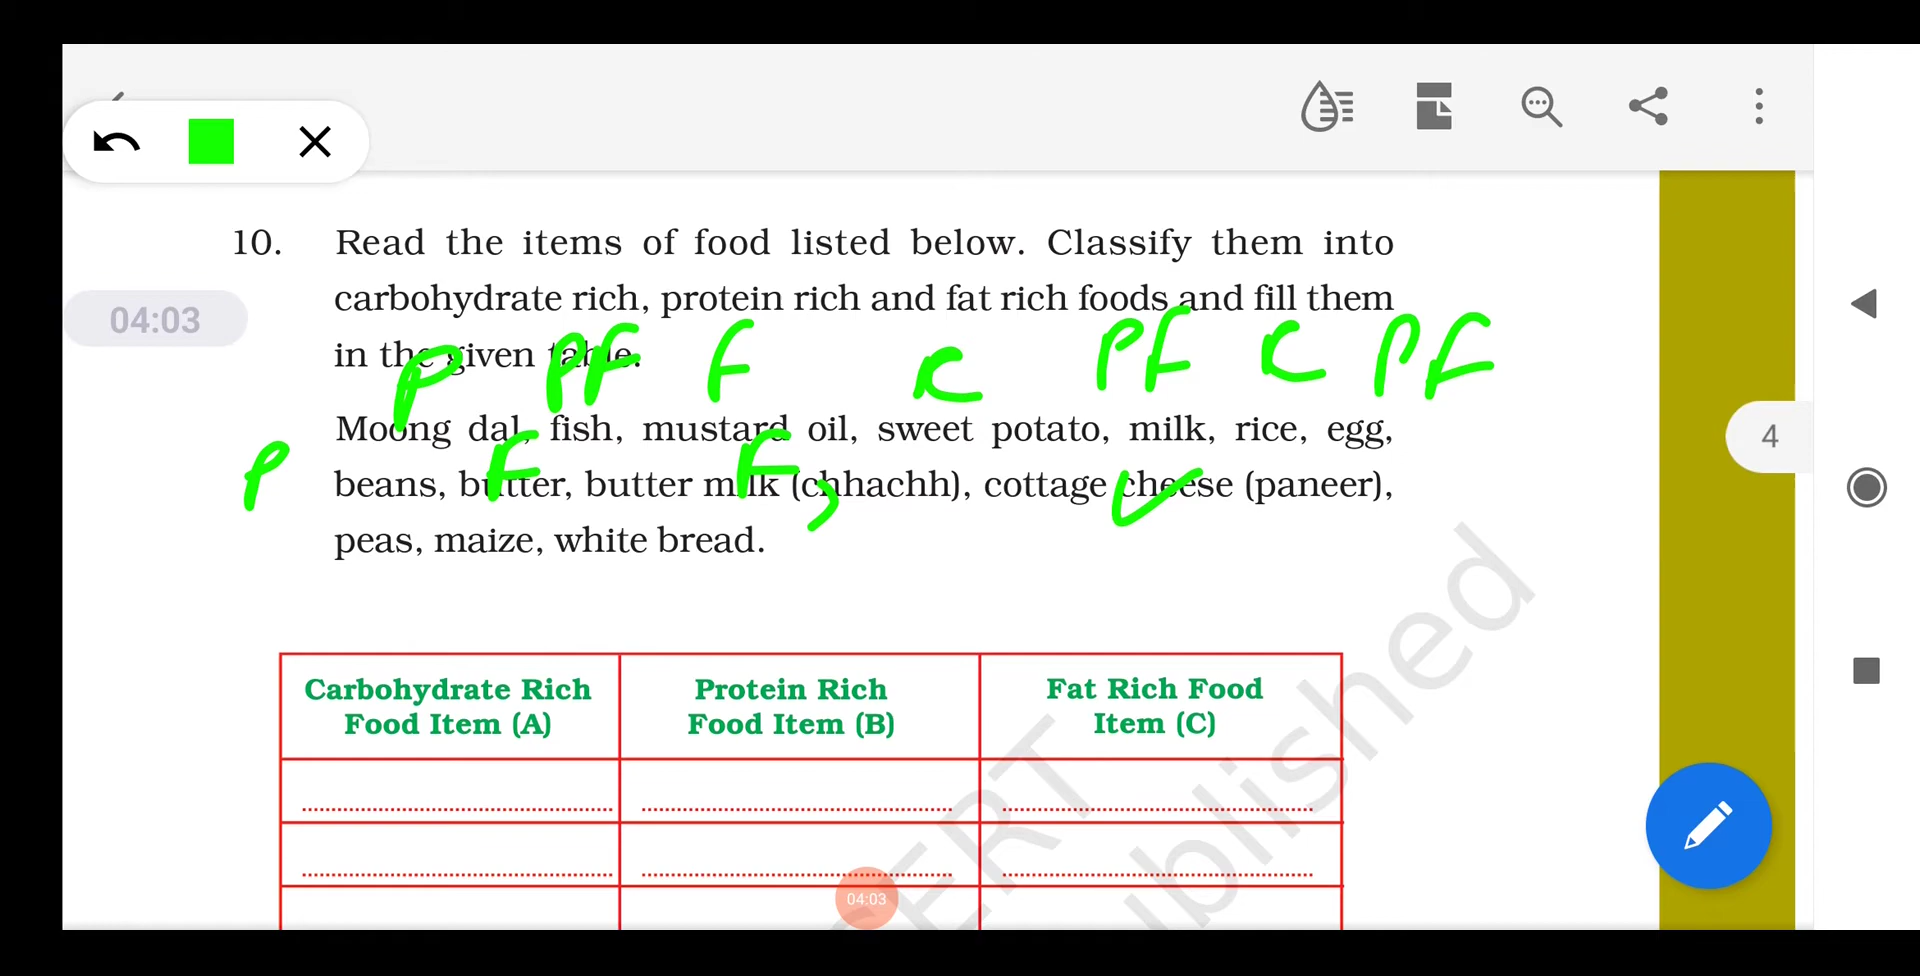 10. Read the items of food listed below. Classify them into
04:03
carbohydrate rich, protein rich and fat rich foods and fill them
in the given table.
P PF F C PF C PF
Moong dal, fish, mustard oil, sweet potato, milk, rice, egg,
4
P F F,
beans, butter, butter milk (chhachh), cottage cheese (paneer),
peas, maize, white bread.
Carbohydrate Rich Food Item (A)
Protein Rich Food Item (B)
Fat Rich Food Item (C)
04:03